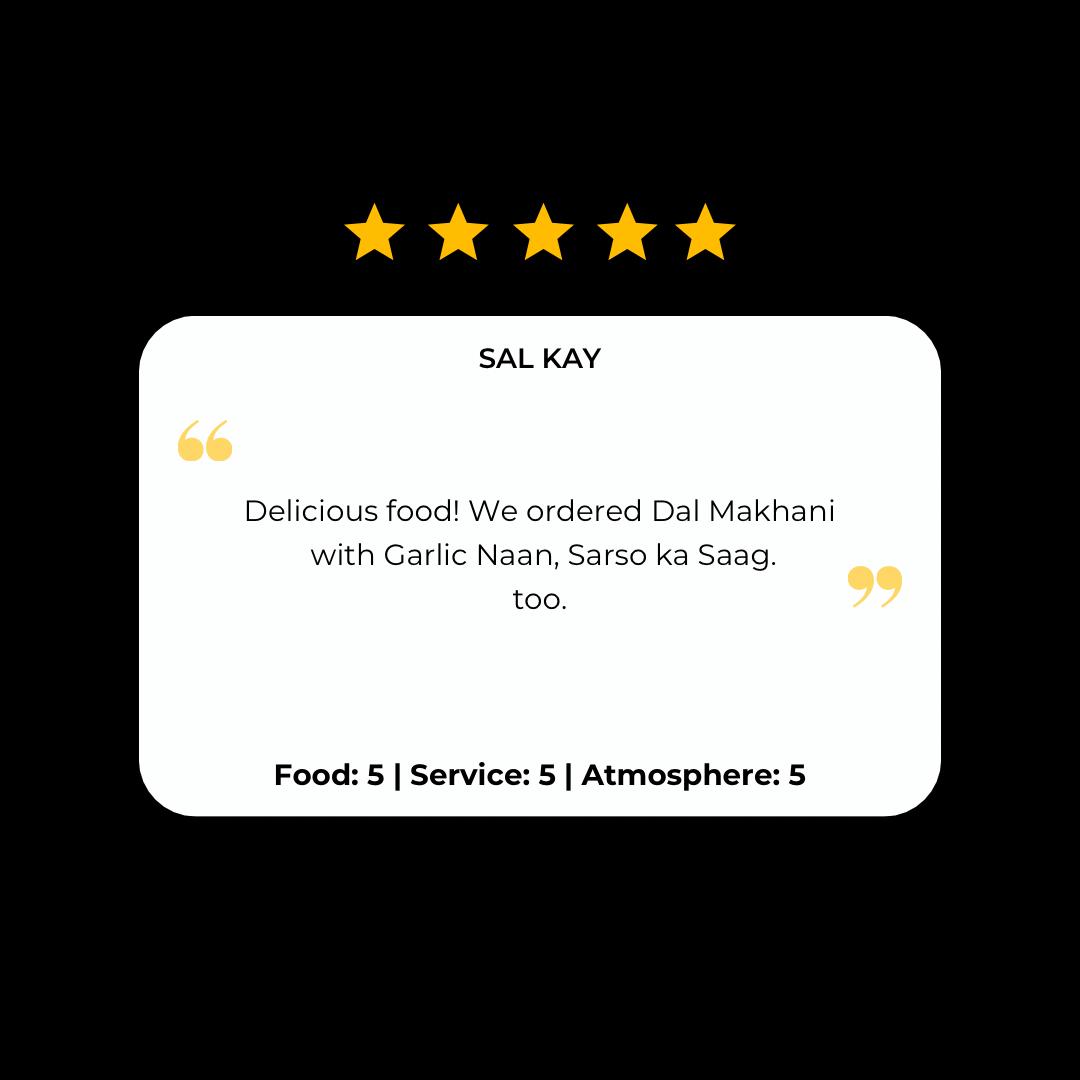 SAL KAY
Delicious food! We ordered Dal Makhani
with Garlic Naan, Sarso ka Saag.
too.
Food: 5 | Service: 5 | Atmosphere: 5